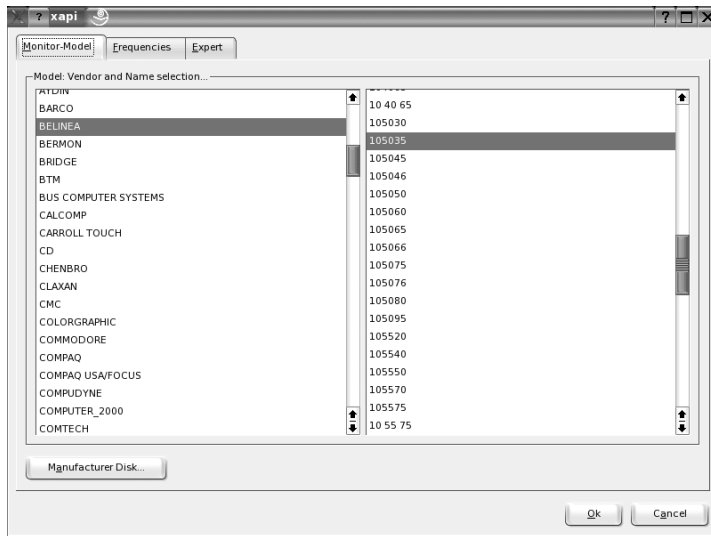 ? xapi
?
Monitor-Model
Frequencies
Expert
Model: Vendor and Name selection...
AYDIN
BARCO
BELINEA
BERMON
BRIDGE
BTM
BUS COMPUTER SYSTEMS
CALCOMP
CARROLL TOUCH
CD
CHENBRO
CLAXAN
CMC
COLORGRAPHIC
COMMODORE
COMPAQ
COMPAQ USA/FOCUS
COMPUDYNE
COMPUTER_2000
COMTECH
10 40 65
105030
105035
105045
105046
105050
105060
105065
105066
105075
105076
105080
105095
105520
105540
105550
105570
105575
10 55 75
Manufacturer Disk...
Ok
Cancel